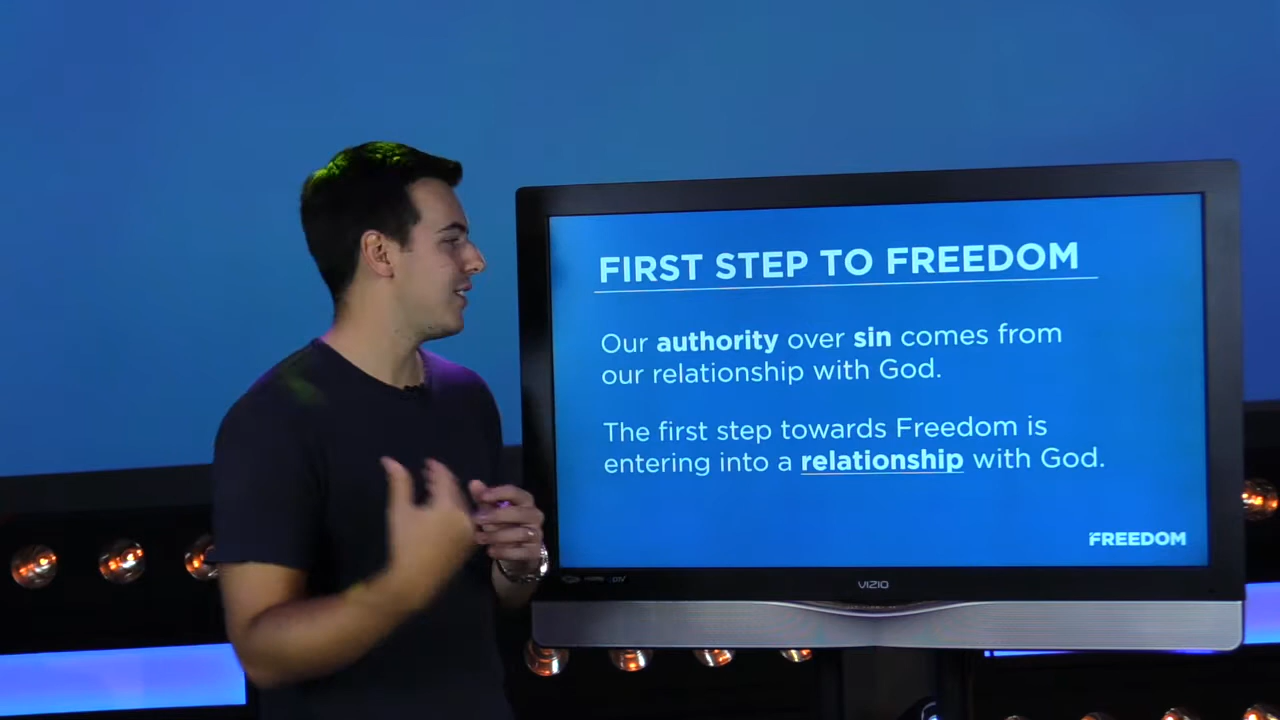 FIRST STEP TO FREEDOM
Our authority over sin comes from
our relationship with God.
The first step towards Freedom is
entering into a relationship with God.
FREEDOM
VIZIO